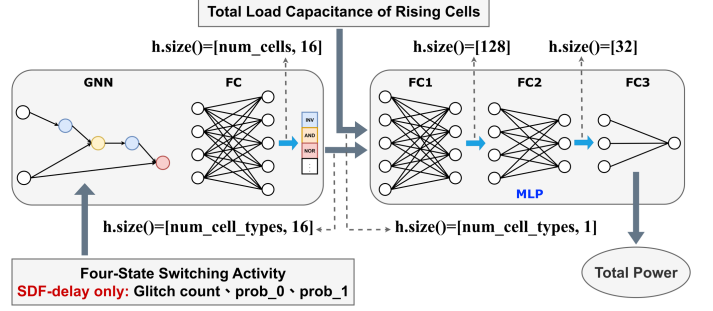 Total Load Capacitance of Rising Cells
h.size()=[num_cells, 16]
h.size()=[128]
h.size()=[32]
GNN
FC
FC1
FC2
FC3
INV
AND
NOR
MLP
h.size()=[num_cell_types, 16]
h.size()=[num_cell_types, 1]
Four-State Switching Activity
SDF-delay only: Glitch count、prob_0、prob_1
Total Power